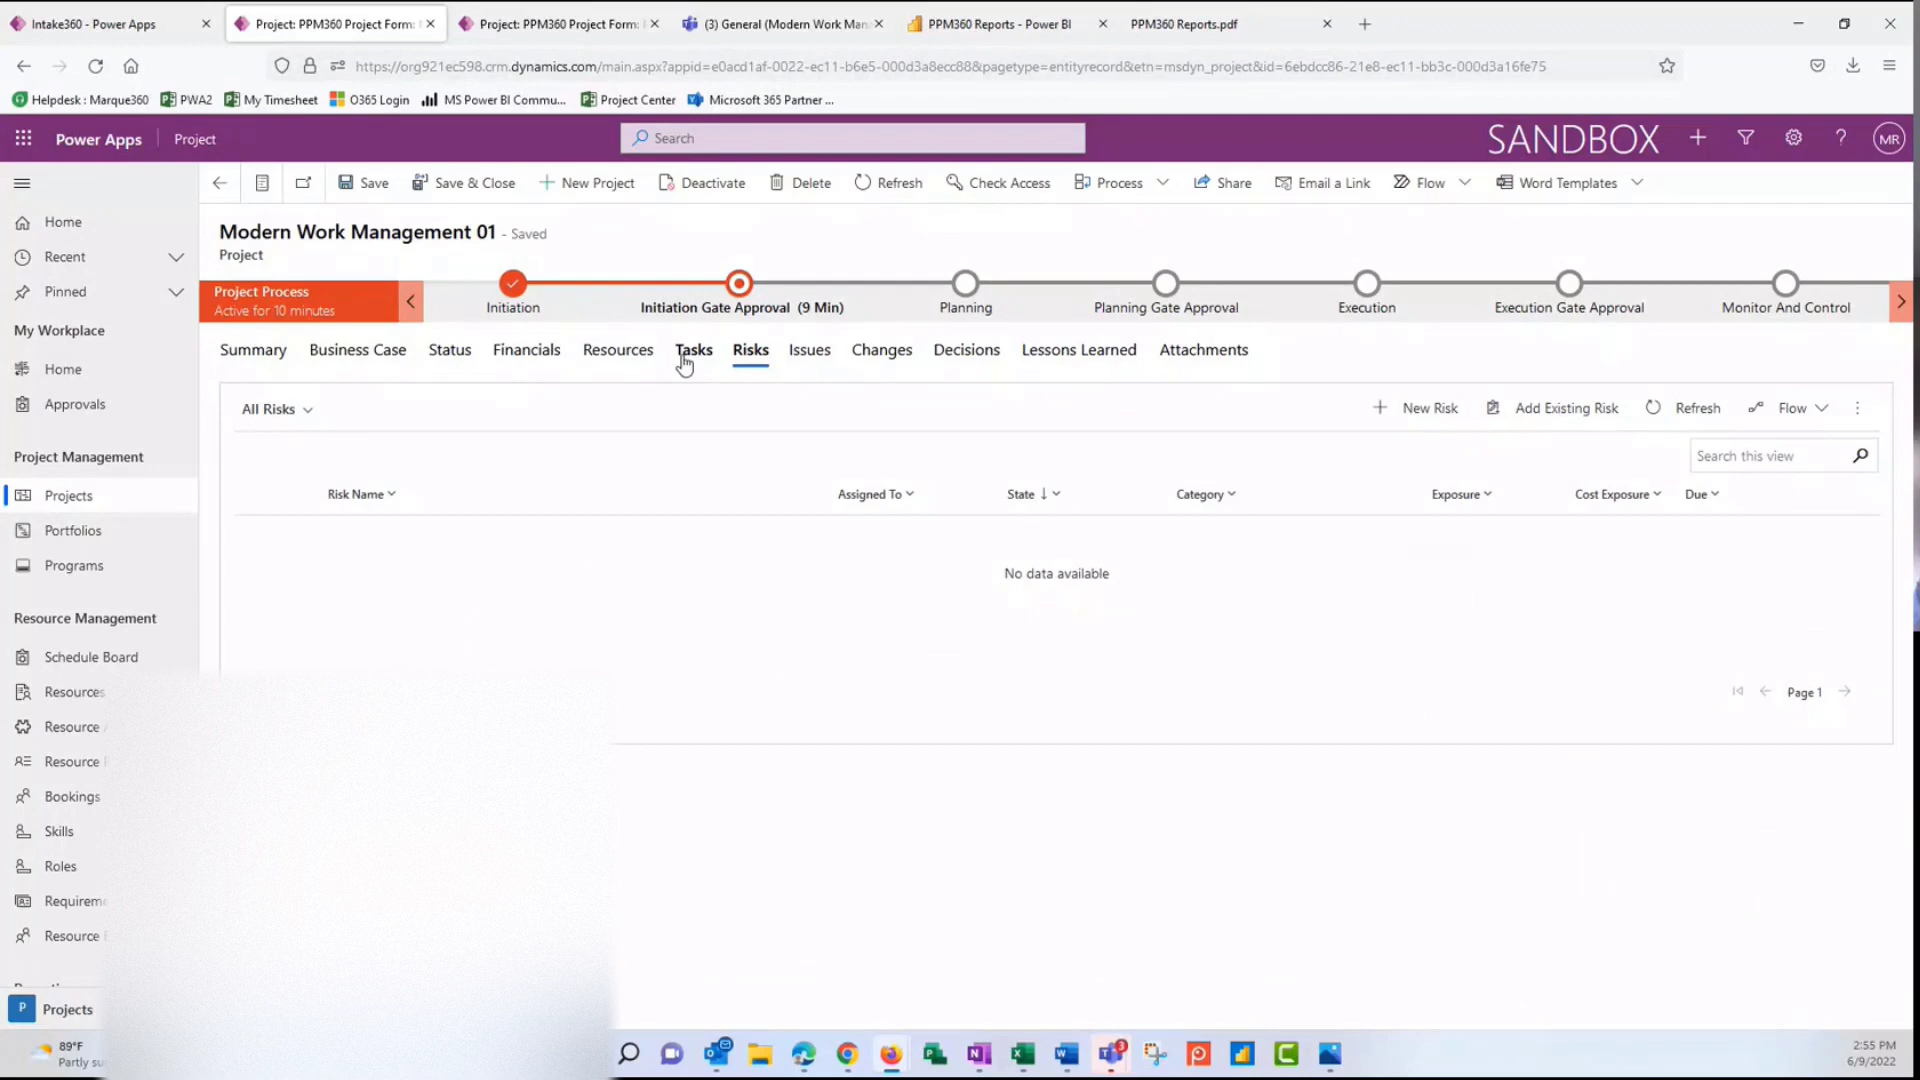 Intake360 - Power Apps
Project: PPM360 Project Form:
Project: PPM360 Project Form:
(3) General (Modern Work Man
PPM360 Reports - Power BI
PPM360 Reports.pdf
https://org921ec598.crm.dynamics.com/main.aspx?appid=e0acd1af-0022-ec11-b6e5-000d3a8ecc88&pagetype=entityrecord&etn=msdyn_project&id=6ebdcc86-21e8-ec11-bb3c-000d3a16fe75
Helpdesk : Marque360
PWA2
My Timesheet
O365 Login
MS Power BI Commu...
Project Center
Microsoft 365 Partner ...
Power Apps
Project
Search
SANDBOX
MR
Save
Save & Close
New Project
Deactivate
Delete
Refresh
Check Access
Process
Share
Email a Link
Flow
Word Templates
Home
Recent
Pinned
My Workplace
Home
Approvals
Project Management
Projects
Portfolios
Programs
Resource Management
Schedule Board
Resources
Resource
Resource
Bookings
Skills
Roles
Requireme
Resource
P Projects
Modern Work Management 01 - Saved
Project
Project Process
Active for 10 minutes
Initiation
Initiation Gate Approval (9 Min)
Planning
Planning Gate Approval
Execution
Execution Gate Approval
Monitor And Control
Summary
Business Case
Status
Financials
Resources
Tasks
Risks
Issues
Changes
Decisions
Lessons Learned
Attachments
All Risks
New Risk
Add Existing Risk
Refresh
Flow
Search this view
Risk Name
Assigned To
State
Category
Exposure
Cost Exposure
Due
No data available
Page 1
89°F
Partly su
2:55 PM
6/9/2022